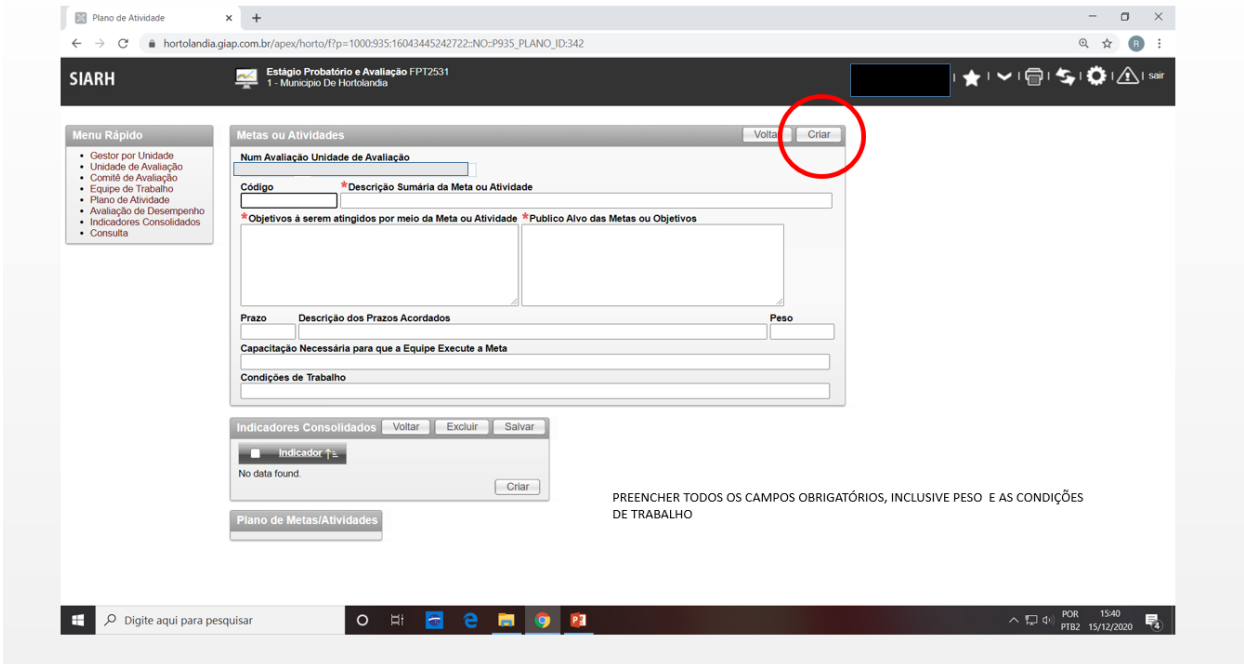 Plano de Atividade
hortolandia.giap.com.br/apex/horto/f?p=1000:935:16043445242722::NO::P935_PLANO_ID:342
R
SIARH
Estágio Probatório e Avaliação FPT2531
1 - Municipio De Hortolandia
sair
Menu Rápido
Gestor por Unidade
Unidade de Avaliação
Comitê de Avaliação
Equipe de Trabalho
Plano de Atividade
Avaliação de Desempenho
Indicadores Consolidados
Consulta
Metas ou Atividades Voltar Criar
Num Avaliação Unidade de Avaliação
Código *Descrição Sumária da Meta ou Atividade
*Objetivos à serem atingidos por meio da Meta ou Atividade *Publico Alvo das Metas ou Objetivos
Prazo Descrição dos Prazos Acordados Peso
Capacitação Necessária para que a Equipe Execute a Meta
Condições de Trabalho
Indicadores Consolidados Voltar Excluir Salvar
Indicador
No data found.
Criar
PREENCHER TODOS OS CAMPOS OBRIGATÓRIOS, INCLUSIVE PESO E AS CONDIÇÕES
DE TRABALHO
Plano de Metas/Atividades
Digite aqui para pesquisar
POR 15:40
PTB2 15/12/2020
4